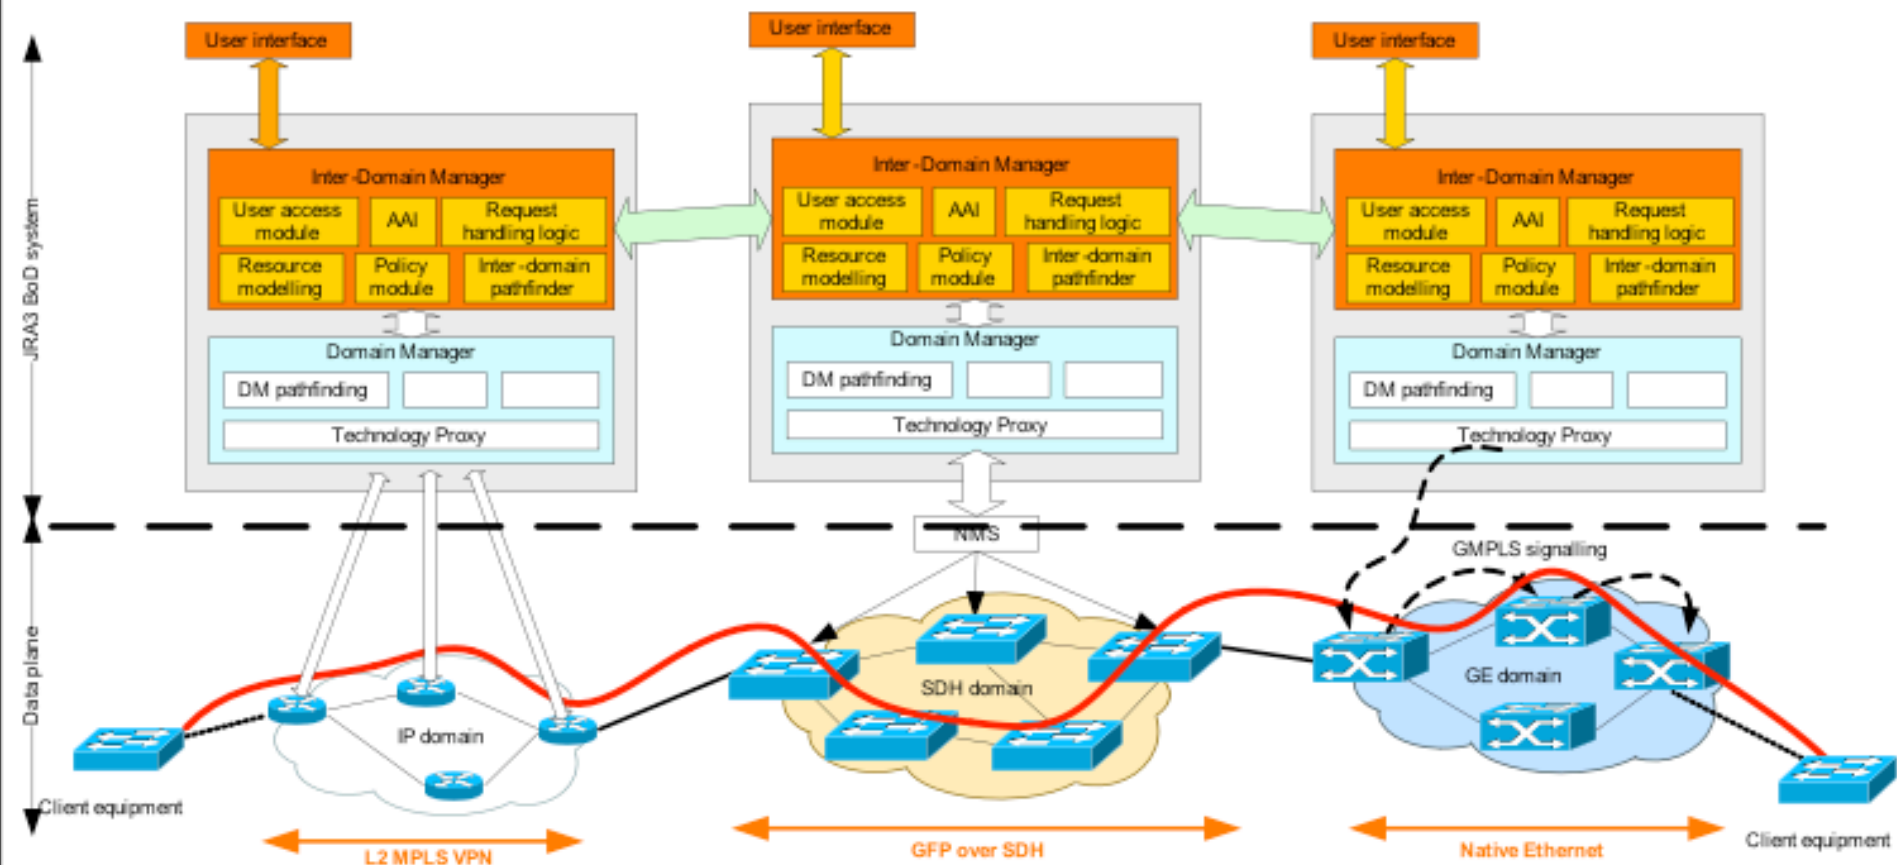 User interface
User interface
User interface
Inter-Domain Manager
User access
module
AAI
Request
handling logic
Resource
modelling
Policy
module
Inter-domain
pathfinder
Domain Manager
DM pathfinding
Technology Proxy
Inter-Domain Manager
User access
module
AAI
Request
handling logic
Resource
modelling
Policy
module
Inter-domain
pathfinder
Domain Manager
DM pathfinding
Technology Proxy
Inter-Domain Manager
User access
module
AAI
Request
handling logic
Resource
modelling
Policy
module
Inter-domain
pathfinder
Domain Manager
DM pathfinding
Technology Proxy
JRA3 BoD system
NMS
GMPLS signalling
Data plane
IP domain
SDH domain
GE domain
Client equipment
Client equipment
L2 MPLS VPN
GFP over SDH
Native Ethernet